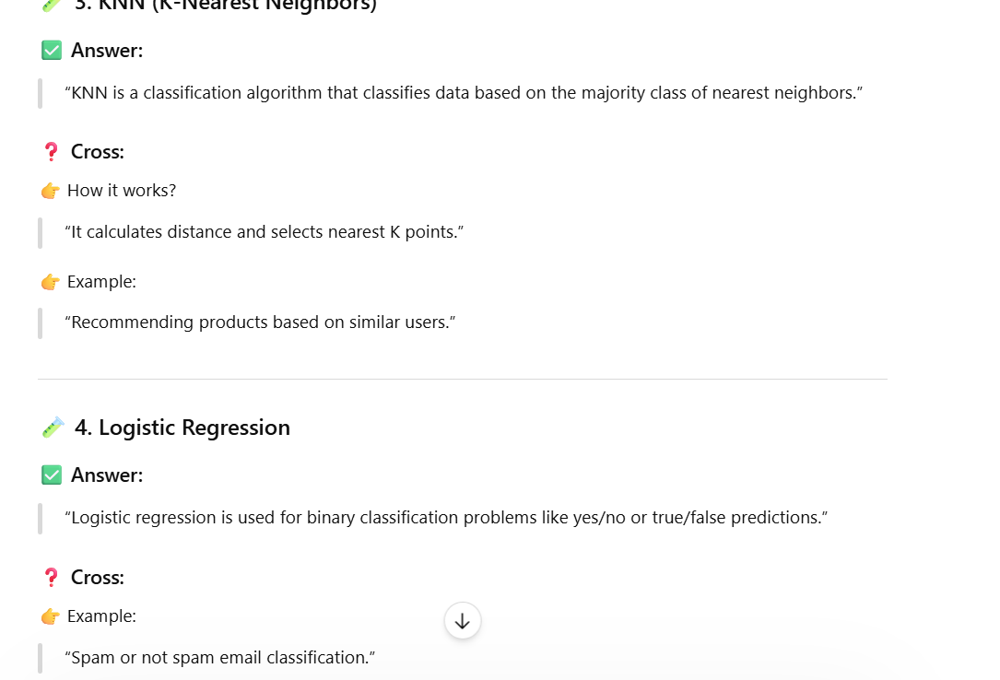 3. KNN (K-Nearest Neighbors)
✅ Answer:
“KNN is a classification algorithm that classifies data based on the majority class of nearest neighbors.”
❓ Cross:
👉 How it works?
“It calculates distance and selects nearest K points.”
👉 Example:
“Recommending products based on similar users.”
🧪 4. Logistic Regression
✅ Answer:
“Logistic regression is used for binary classification problems like yes/no or true/false predictions.”
❓ Cross:
👉 Example:
“Spam or not spam email classification.”